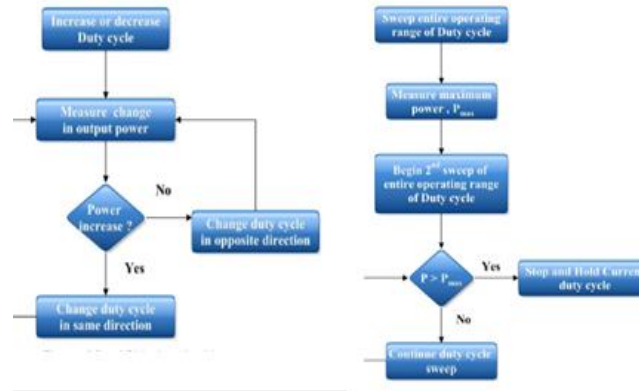 Increase or decrease
Duty cycle
Measure change
in output power
Power
increase ?
No
Change duty cycle
in opposite direction
Yes
Change duty cycle
in same direction
Sweep entire operating
range of Duty cycle
Measure maximum
power , Pmax
Begin 2nd sweep of
entire operating range
of Duty cycle
P > Pmax
Yes
Stop and Hold Current
duty cycle
No
Continue duty cycle
sweep